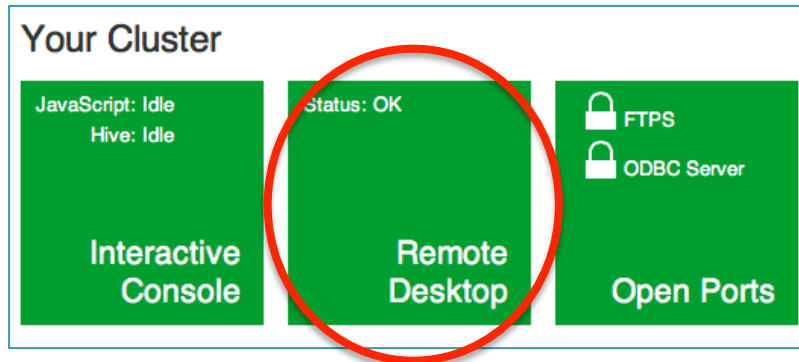 Your Cluster
JavaScript: Idle
Hive: Idle
Interactive
Console
Status: OK
Remote
Desktop
FTPS
ODBC Server
Open Ports